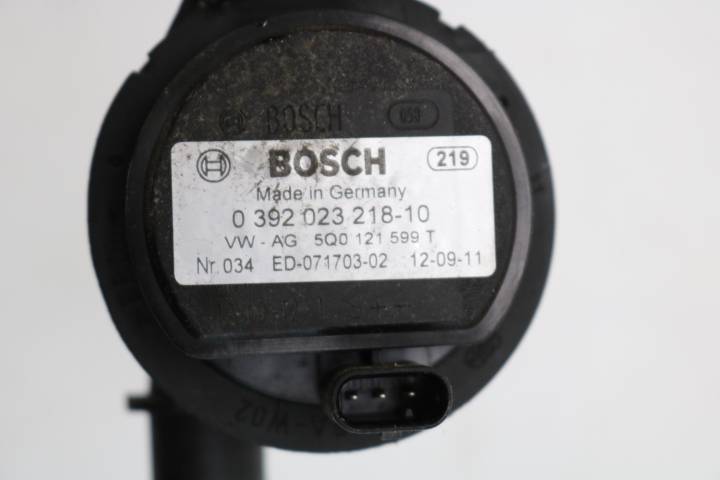 BOSCH 059
BOSCH 219
Made in Germany
0 392 023 218-10
VW - AG 5Q0 121 599 T
Nr. 034 ED-071703-02 12-09-11